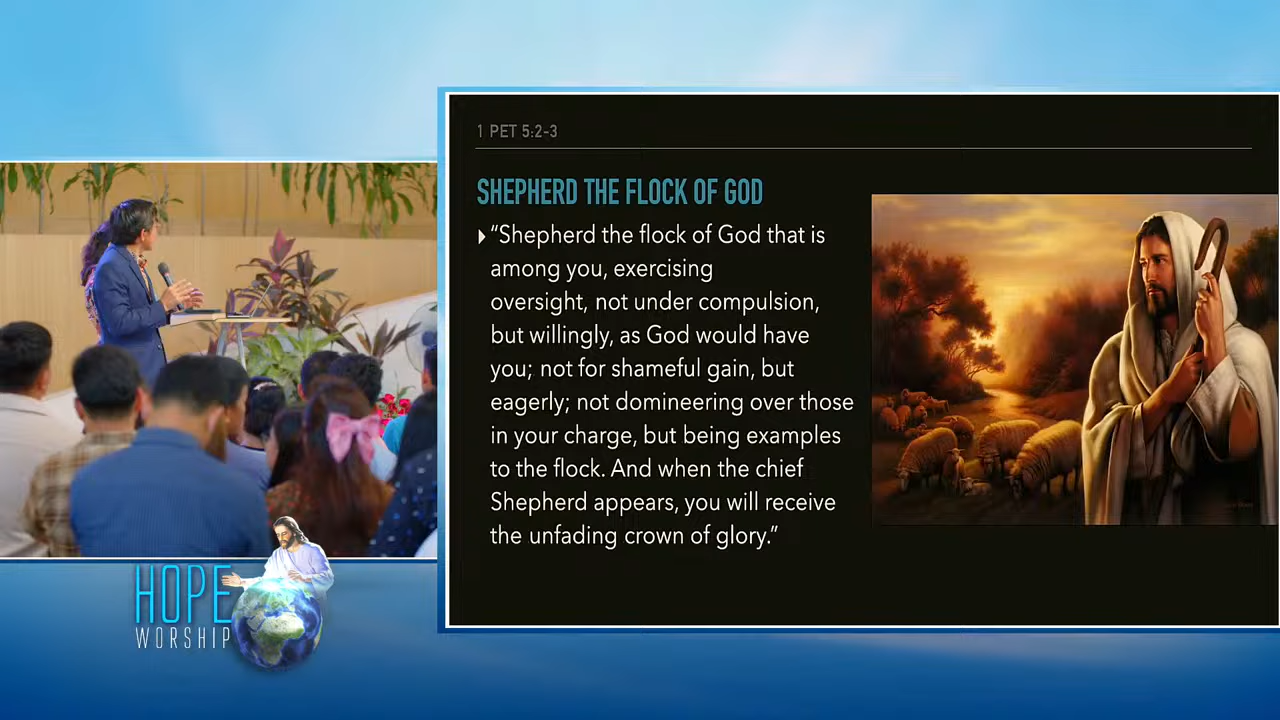 1 PET 5:2-3
SHEPHERD THE FLOCK OF GOD
“Shepherd the flock of God that is
among you, exercising
oversight, not under compulsion,
but willingly, as God would have
you; not for shameful gain, but
eagerly; not domineering over those
in your charge, but being examples
to the flock. And when the chief
Shepherd appears, you will receive
the unfading crown of glory.”
HOPE
WORSHIP